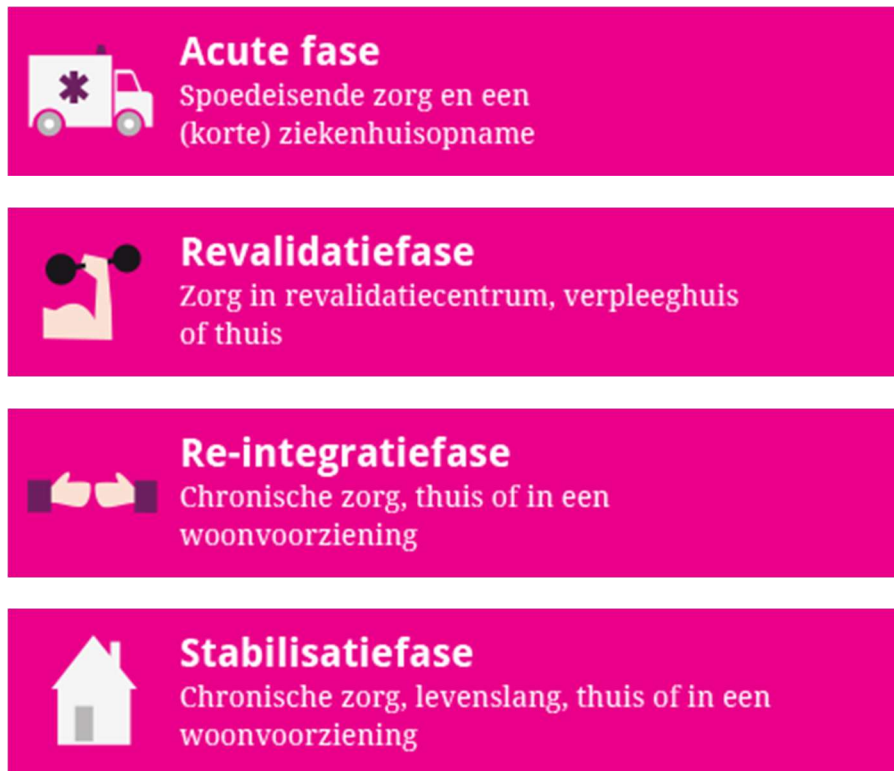 Acute fase
Spoedeisende zorg en een
(korte) ziekenhuisopname
Revalidatiefase
Zorg in revalidatiecentrum, verpleeghuis
of thuis
Re-integratiefase
Chronische zorg, thuis of in een
woonvoorziening
Stabilisatiefase
Chronische zorg, levenslang, thuis of in een
woonvoorziening